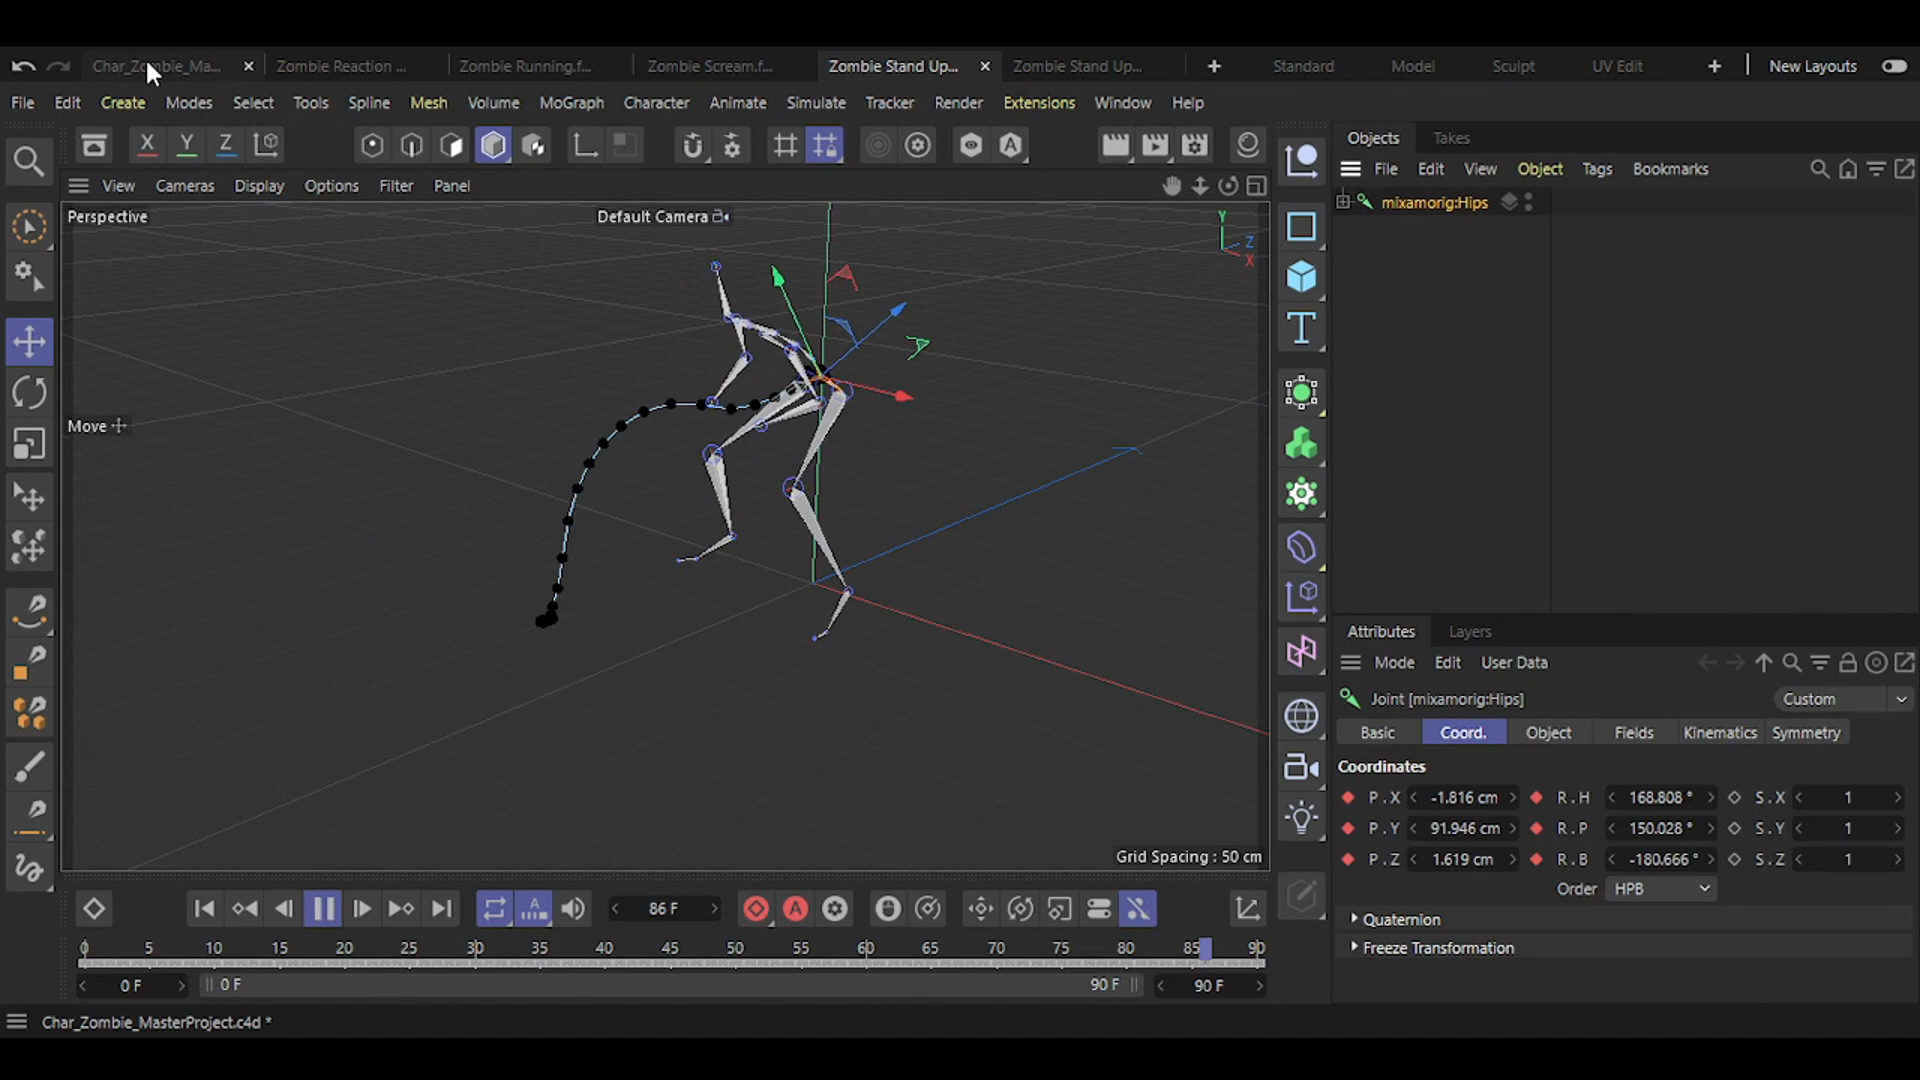 Char_Zombie_Ma...
Zombie Reaction ...
Zombie Running.f...
Zombie Scream.f...
Zombie Stand Up...
Zombie Stand Up...
Standard
Model
Sculpt
UV Edit
New Layouts
File Edit Create Modes Select Tools Spline Mesh Volume MoGraph Character Animate Simulate Tracker Render Extensions Window Help
X Y Z
Objects Takes
File Edit View Object Tags Bookmarks
View Cameras Display Options Filter Panel
mixamorig:Hips
Perspective
Default Camera
Y
Z
X
Move
Grid Spacing : 50 cm
Attributes Layers
Mode Edit User Data
Joint [mixamorig:Hips]
Custom
Basic Coord. Object Fields Kinematics Symmetry
Coordinates
P . X -1.816 cm R . H 168.808 ° S . X 1
P . Y 91.946 cm R . P 150.028 ° S . Y 1
P . Z 1.619 cm R . B -180.666 ° S . Z 1
Order HPB
Quaternion
Freeze Transformation
86 F
0 5 10 15 20 25 30 35 40 45 50 55 60 65 70 75 80 85 90
0 F 0 F 90 F 90 F
Char_Zombie_MasterProject.c4d *